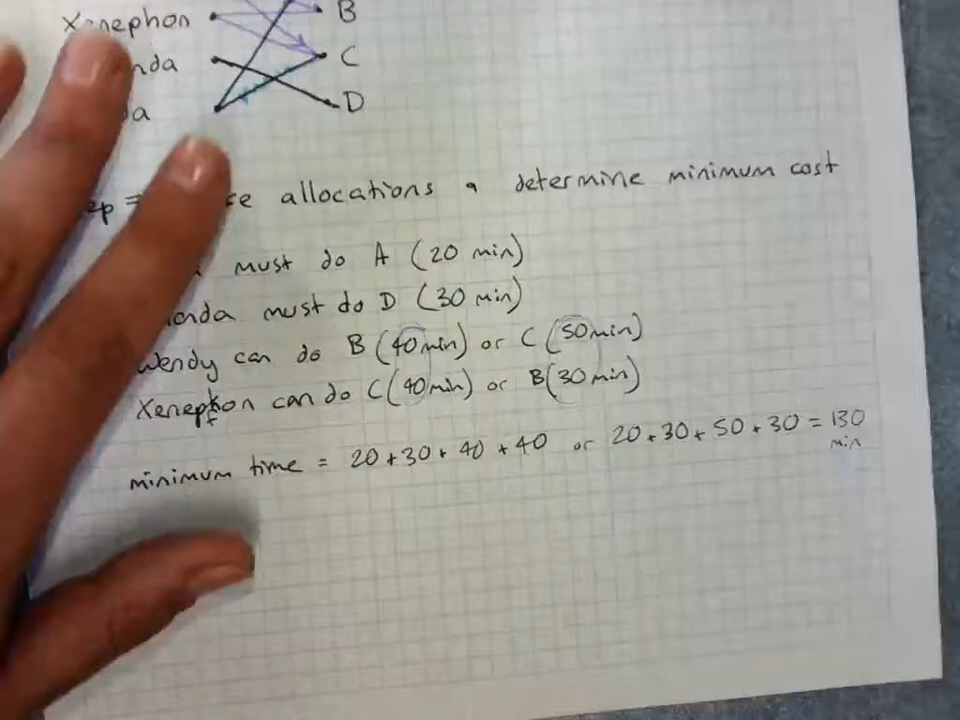 Xenephon B
nda C
a D
ep = ce allocations a determine minimum cost
must do A (20 min)
anda must do D (30 min)
Wendy can do B (40 min) or C (50 min)
Xenephon can do C (40 min) or B (30 min)
minimum time = 20 + 30 + 40 + 40 or 20 + 30 + 50 + 30 = 130
min